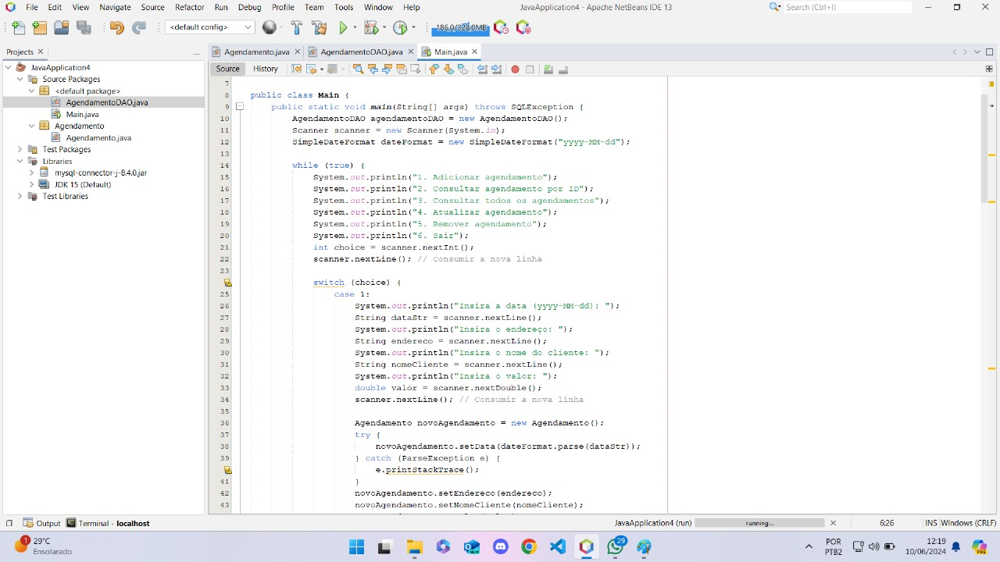 File Edit View Navigate Source Refactor Run Debug Profile Team Tools Window Help JavaApplication4 - Apache NetBeans IDE 13 Search (Ctrl+I)
<default config> 186,0/328,0MB
Projects Agendamento.java AgendamentoDAO.java Main.java
Source History
JavaApplication4
Source Packages
<default package>
AgendamentoDAO.java
Main.java
Agendamento
Agendamento.java
Test Packages
Libraries
mysql-connector-j-8.4.0.jar
JDK 15 (Default)
Test Libraries
7
8 public class Main {
9 public static void main(String[] args) throws SQLException {
10 AgendamentoDAO agendamentoDAO = new AgendamentoDAO();
11 Scanner scanner = new Scanner(System.in);
12 SimpleDateFormat dateFormat = new SimpleDateFormat("yyyy-MM-dd");
13
14 while (true) {
15 System.out.println("1. Adicionar agendamento");
16 System.out.println("2. Consultar agendamento por ID");
17 System.out.println("3. Consultar todos os agendamentos");
18 System.out.println("4. Atualizar agendamento");
19 System.out.println("5. Remover agendamento");
20 System.out.println("6. Sair");
21 int choice = scanner.nextInt();
22 scanner.nextLine(); // Consumir a nova linha
23
switch (choice) {
25 case 1:
26 System.out.println("Insira a data (yyyy-MM-dd): ");
27 String dataStr = scanner.nextLine();
28 System.out.println("Insira o endereço: ");
29 String endereco = scanner.nextLine();
30 System.out.println("Insira o nome do cliente: ");
31 String nomeCliente = scanner.nextLine();
32 System.out.println("Insira o valor: ");
33 double valor = scanner.nextDouble();
34 scanner.nextLine(); // Consumir a nova linha
35
36 Agendamento novoAgendamento = new Agendamento();
37 try {
38 novoAgendamento.setData(dateFormat.parse(dataStr));
39 } catch (ParseException e) {
e.printStackTrace();
41 }
42 novoAgendamento.setEndereco(endereco);
43 novoAgendamento.setNomeCliente(nomeCliente);
Output Terminal - localhost JavaApplication4 (run) running... 6:26 INS Windows (CRLF)
1 29°C
Ensolarado
NEW
29
POR
PTB2
12:19
10/06/2024
PRE